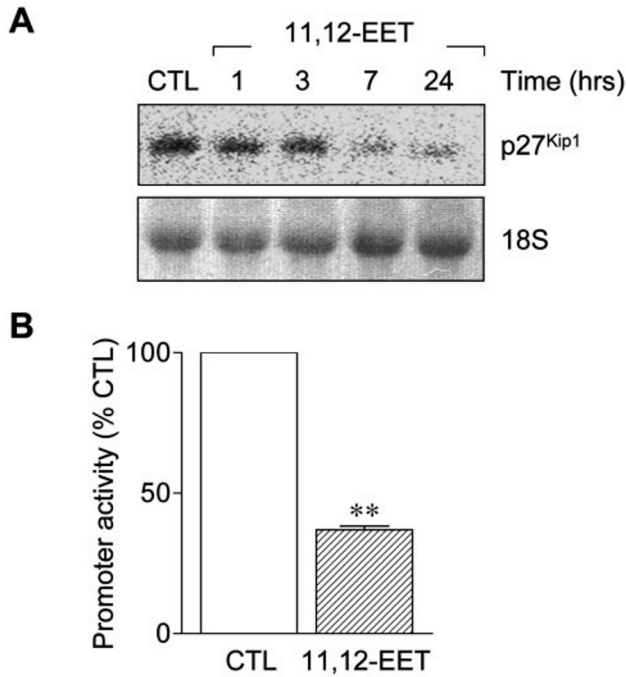 A
11,12-EET
CTL 1 3 7 24 Time (hrs)
p27Kip1
18S
B
Promoter activity (% CTL)
100
50
0
**
CTL 11,12-EET